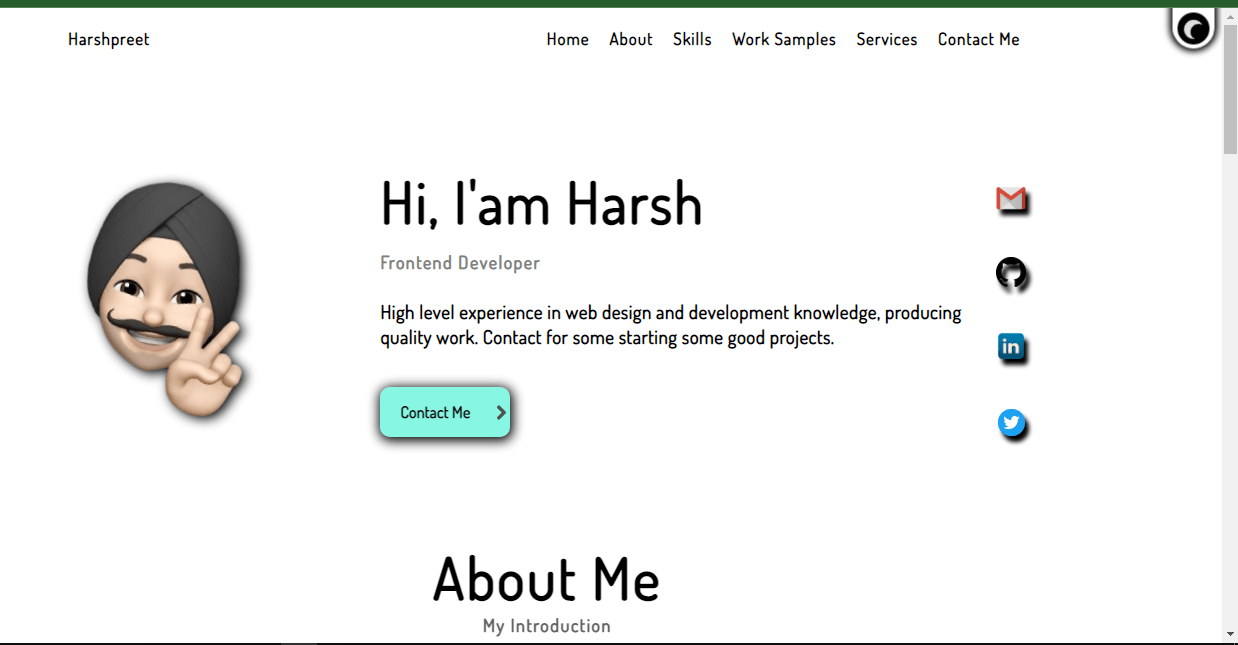 Harshpreet
Home About Skills Work Samples Services Contact Me
Hi, I'am Harsh
Frontend Developer
High level experience in web design and development knowledge, producing
quality work. Contact for some starting some good projects.
in
Contact Me
About Me
My Introduction